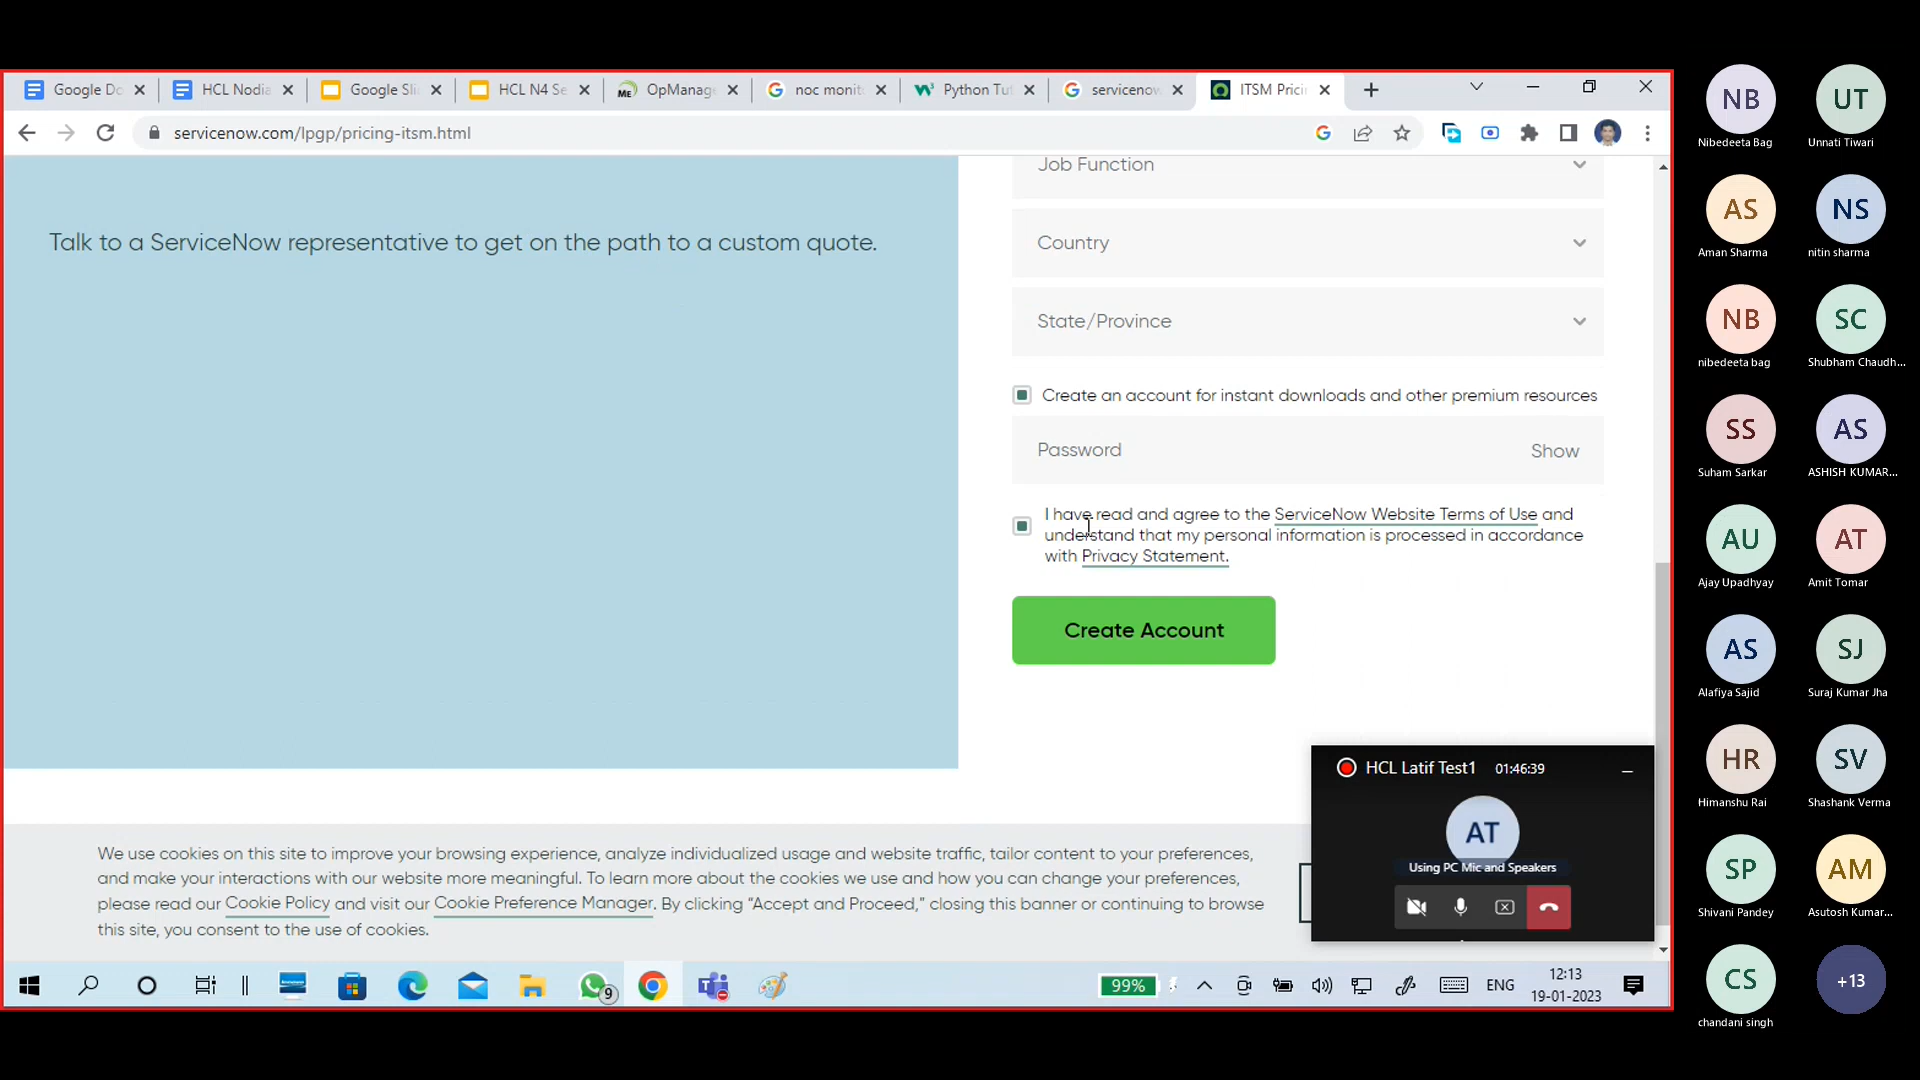 Google Do
HCL Nodia
Google Sli
HCL N4 Se
ME
OpManage
noc monit
Python Tut
servicenow
ITSM Prici
servicenow.com/lpgp/pricing-itsm.html
Talk to a ServiceNow representative to get on the path to a custom quote.
Job Function
Country
State/Province
Create an account for instant downloads and other premium resources
Password
Show
I have read and agree to the ServiceNow Website Terms of Use and
understand that my personal information is processed in accordance
with Privacy Statement.
Create Account
HCL Latif Test1
01:46:39
AT
Using PC Mic and Speakers
We use cookies on this site to improve your browsing experience, analyze individualized usage and website traffic, tailor content to your preferences,
and make your interactions with our website more meaningful. To learn more about the cookies we use and how you can change your preferences,
please read our Cookie Policy and visit our Cookie Preference Manager. By clicking “Accept and Proceed,” closing this banner or continuing to browse
this site, you consent to the use of cookies.
9
99%
ENG
12:13
19-01-2023
NB
Nibedeeta Bag
UT
Unnati Tiwari
AS
Aman Sharma
NS
nitin sharma
NB
nibedeeta bag
SC
Shubham Chaudh...
SS
Suham Sarkar
AS
ASHISH KUMAR...
AU
Ajay Upadhyay
AT
Amit Tomar
AS
Alafiya Sajid
SJ
Suraj Kumar Jha
HR
Himanshu Rai
SV
Shashank Verma
SP
Shivani Pandey
AM
Asutosh Kumar...
CS
chandani singh
+13